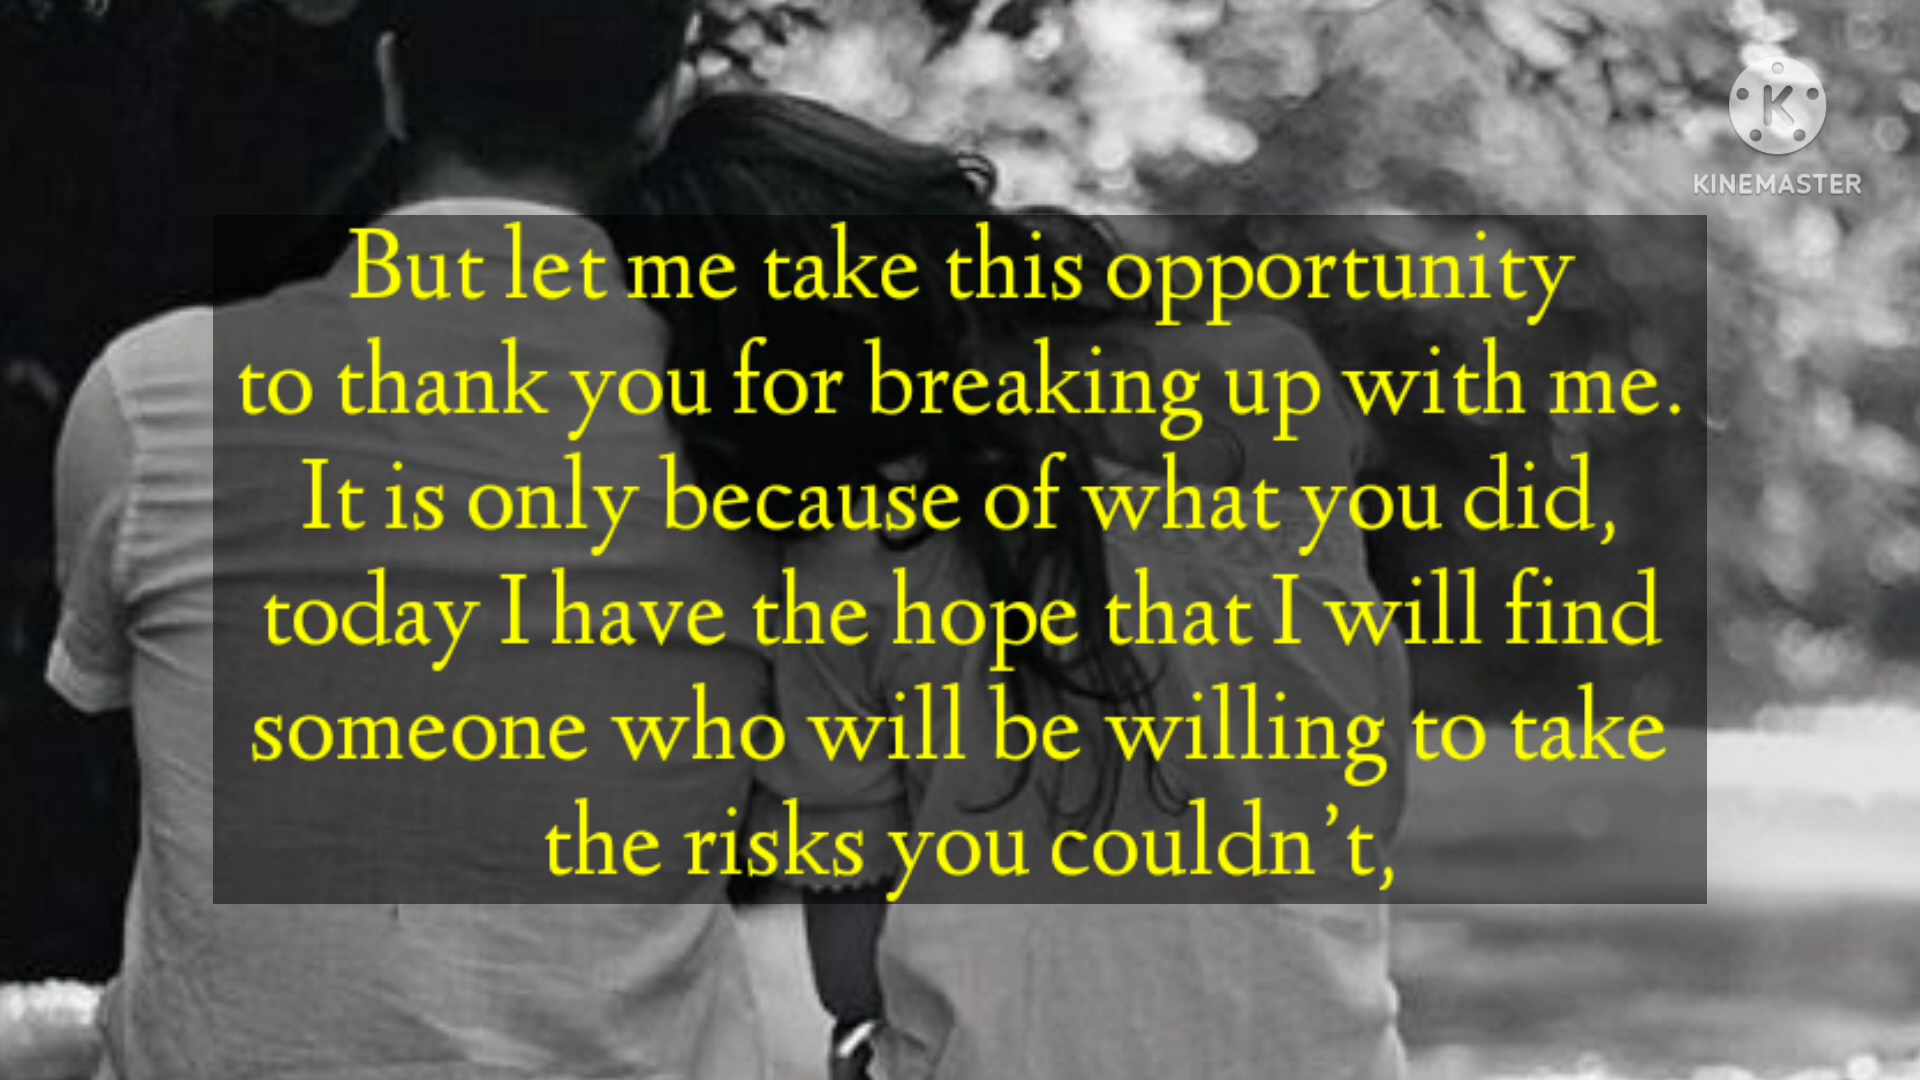 K
KINEMASTER
But let me take this opportunity
to thank you for breaking up with me.
It is only because of what you did,
today I have the hope that I will find
someone who will be willing to take
the risks you couldn’t,